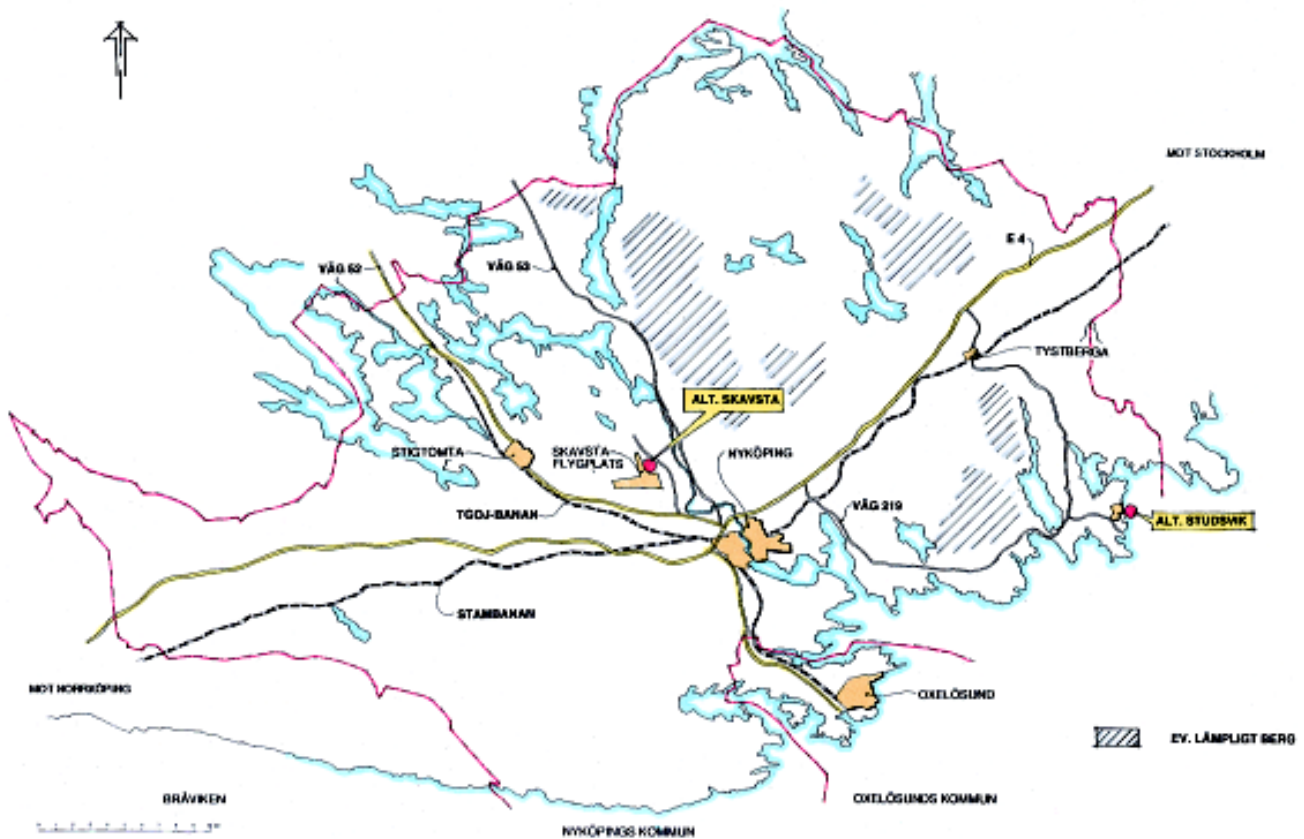 MOT STOCKHOLM
E 4
VÄG 52
VÄG 53
TYSTBERGA
ALT. SKAVSTA
STIGTOMTA
SKAVSTA
FLYGPLATS
NYKÖPING
TGOJ-BANAN
VÄG 219
ALT. STUDSVIK
STAMBANAN
MOT NORRKÖPING
OXELÖSUND
EV. LÄMPLIGT BERG
BRÅVIKEN
OXELÖSUNDS KOMMUN
NYKÖPINGS KOMMUN